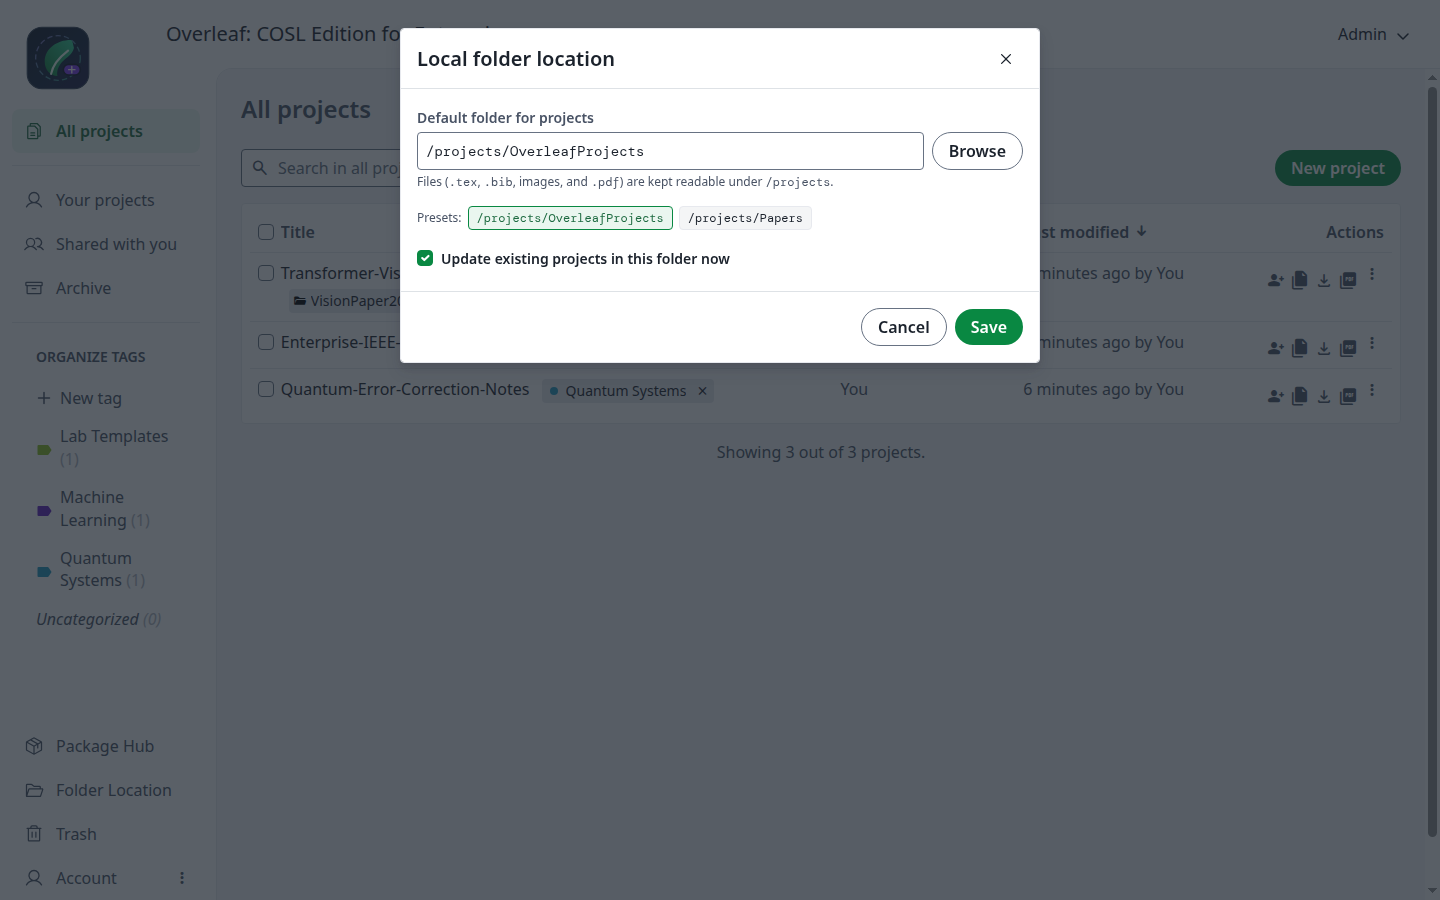 Overleaf: COSL Edition fo
Admin
Local folder location
Default folder for projects
/projects/OverleafProjects
Browse
Files (.tex, .bib, images, and .pdf) are kept readable under /projects.
Presets: /projects/OverleafProjects /projects/Papers
Update existing projects in this folder now
Cancel Save
All projects
Your projects
Shared with you
Archive
ORGANIZE TAGS
New tag
Lab Templates
(1)
Machine
Learning (1)
Quantum
Systems (1)
Uncategorized (0)
Package Hub
Folder Location
Trash
Account
All projects
Search in all proj
New project
Title
st modified
Actions
Transformer-Vis
minutes ago by You
VisionPaper20
Enterprise-IEEE-
minutes ago by You
Quantum-Error-Correction-Notes Quantum Systems You 6 minutes ago by You
Showing 3 out of 3 projects.